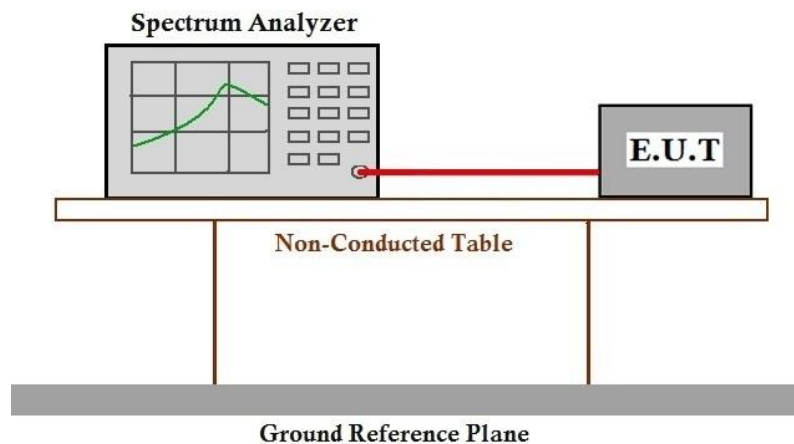 Spectrum Analyzer
E.U.T
Non-Conducted Table
Ground Reference Plane